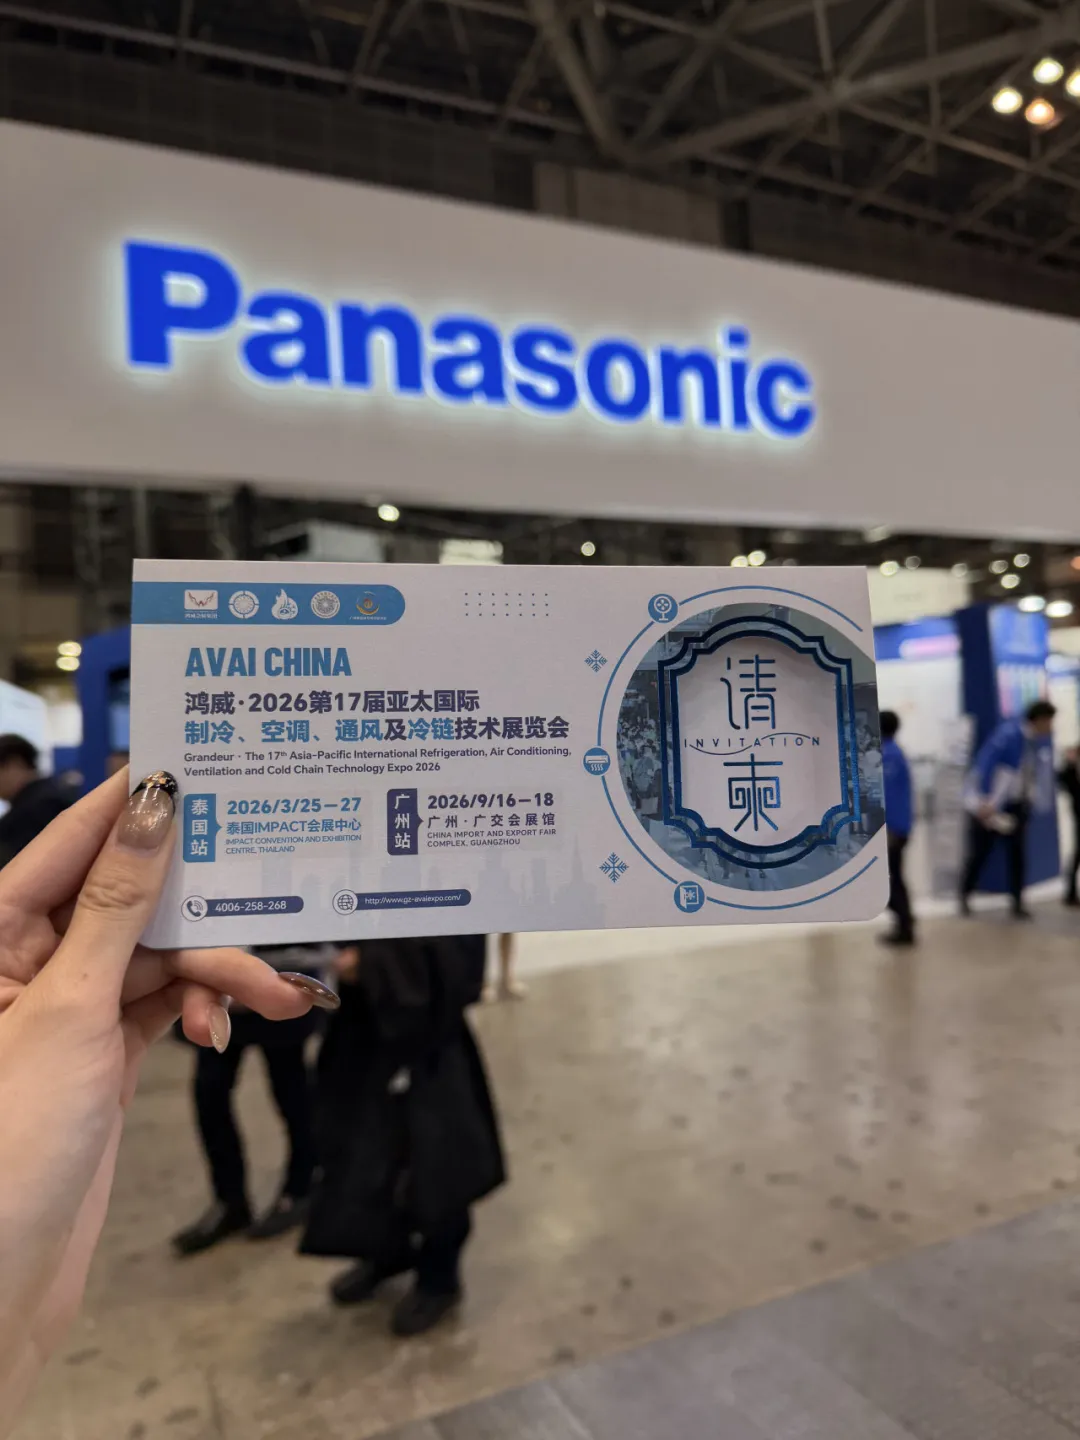 Panasonic
AVAI CHINA
鸿威·2026第17届亚太国际
制冷、空调、通风及冷链技术展览会
Grandeur · The 17th Asia-Pacific International Refrigeration, Air Conditioning,
Ventilation and Cold Chain Technology Expo 2026
泰国站
2026/3/25—27
泰国IMPACT会展中心
IMPACT CONVENTION AND EXHIBITION
CENTRE, THAILAND
广州站
2026/9/16—18
广州·广交会展馆
CHINA IMPORT AND EXPORT FAIR
COMPLEX, GUANGZHOU
4006-258-268
http://www.gz-avaiexpo.com/
请
INVITATION
柬